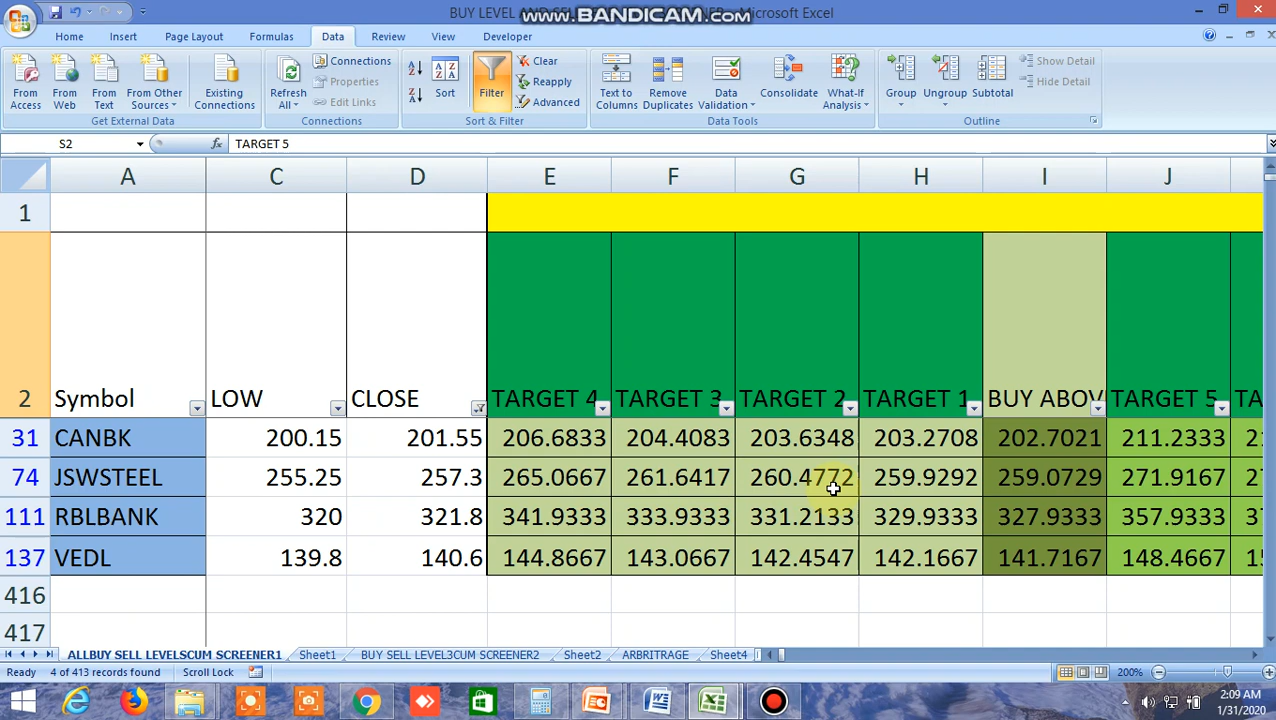 BUY LEVEL AND SE
www.BANDICAM.com
- Microsoft Excel
Home Insert Page Layout Formulas Data Review View Developer
From Access
From Web
From Text
From Other Sources
Existing Connections
Get External Data
Refresh All
Connections
Properties
Edit Links
Connections
Sort
Filter
Clear
Reapply
Advanced
Sort & Filter
Text to Columns
Remove Duplicates
Data Validation
Consolidate
What-If Analysis
Data Tools
Group
Ungroup
Subtotal
Show Detail
Hide Detail
Outline
S2 fx TARGET 5
A C D E F G H I J
1
2 Symbol LOW CLOSE TARGET 4 TARGET 3 TARGET 2 TARGET 1 BUY ABOV TARGET 5 TA
31 CANBK 200.15 201.55 206.6833 204.4083 203.6348 203.2708 202.7021 211.2333 2
74 JSWSTEEL 255.25 257.3 265.0667 261.6417 260.4772 259.9292 259.0729 271.9167 2
111 RBLBANK 320 321.8 341.9333 333.9333 331.2133 329.9333 327.9333 357.9333 3
137 VEDL 139.8 140.6 144.8667 143.0667 142.4547 142.1667 141.7167 148.4667 1
416
417
ALLBUY SELL LEVELSCUM SCREENER1 Sheet1 BUY SELL LEVEL3CUM SCREENER2 Sheet2 ARBRITRAGE Sheet4
Ready 4 of 413 records found Scroll Lock 200%
2:09 AM
1/31/2020